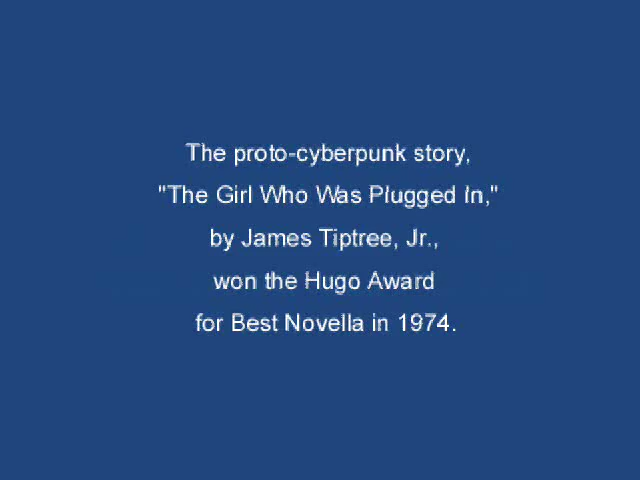 The proto-cyberpunk story,
"The Girl Who Was Plugged In,"
by James Tiptree, Jr.,
won the Hugo Award
for Best Novella in 1974.